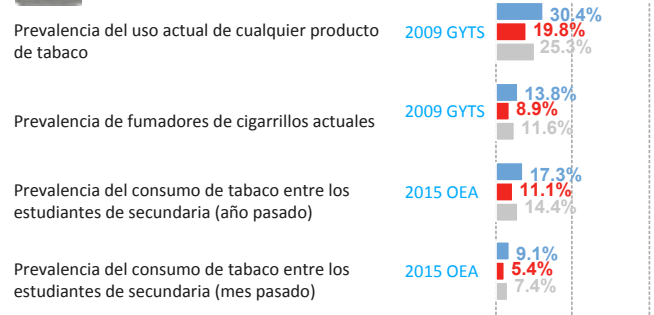 30.4%
Prevalencia del uso actual de cualquier producto 2009 GYTS 19.8%
de tabaco 25.3%
13.8%
2009 GYTS 8.9%
Prevalencia de fumadores de cigarrillos actuales 11.6%
17.3%
Prevalencia del consumo de tabaco entre los 2015 OEA 11.1%
estudiantes de secundaria (año pasado) 14.4%
9.1%
Prevalencia del consumo de tabaco entre los 2015 OEA 5.4%
estudiantes de secundaria (mes pasado) 7.4%